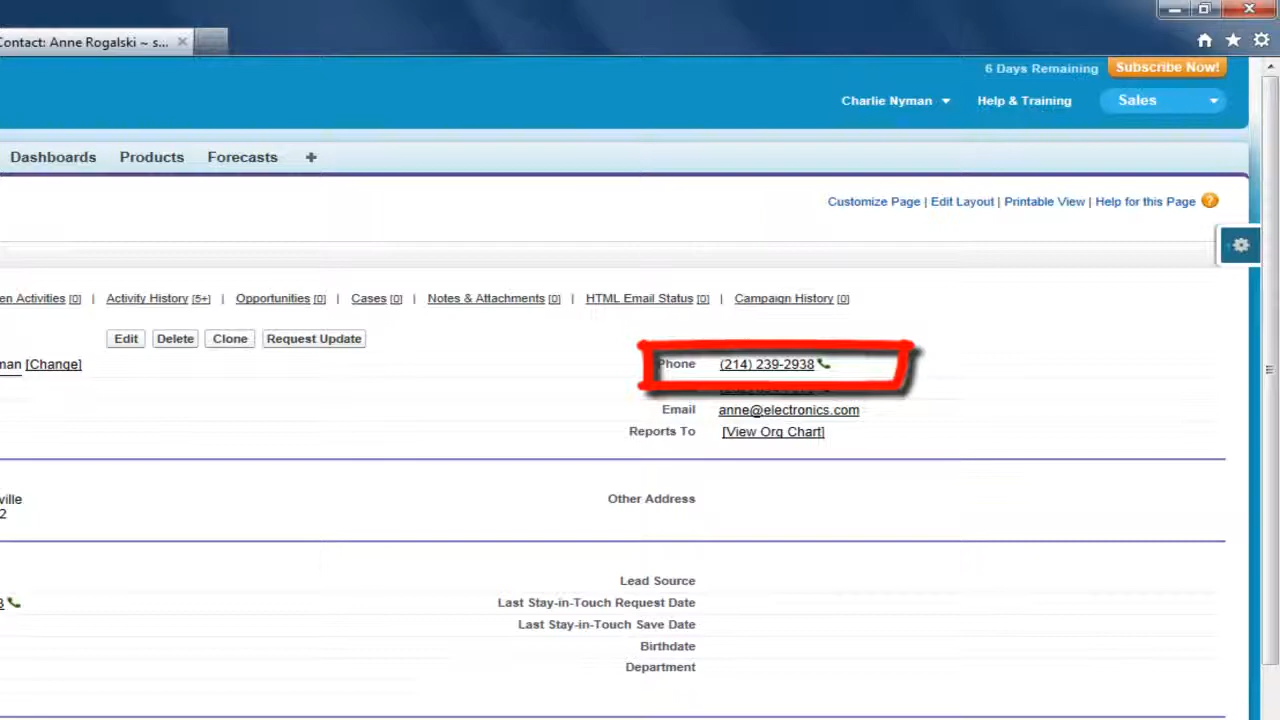 Contact: Anne Rogalski ~ s...
6 Days Remaining Subscribe Now!
Charlie Nyman Help & Training Sales
Dashboards Products Forecasts +
Customize Page | Edit Layout | Printable View | Help for this Page ?
en Activities [0] | Activity History [5+] | Opportunities [0] | Cases [0] | Notes & Attachments [0] | HTML Email Status [0] | Campaign History [0]
Edit Delete Clone Request Update
man [Change] Phone (214) 239-2938
Email anne@electronics.com
Reports To [View Org Chart]
ville Other Address
2
Lead Source
3 Last Stay-in-Touch Request Date
Last Stay-in-Touch Save Date
Birthdate
Department